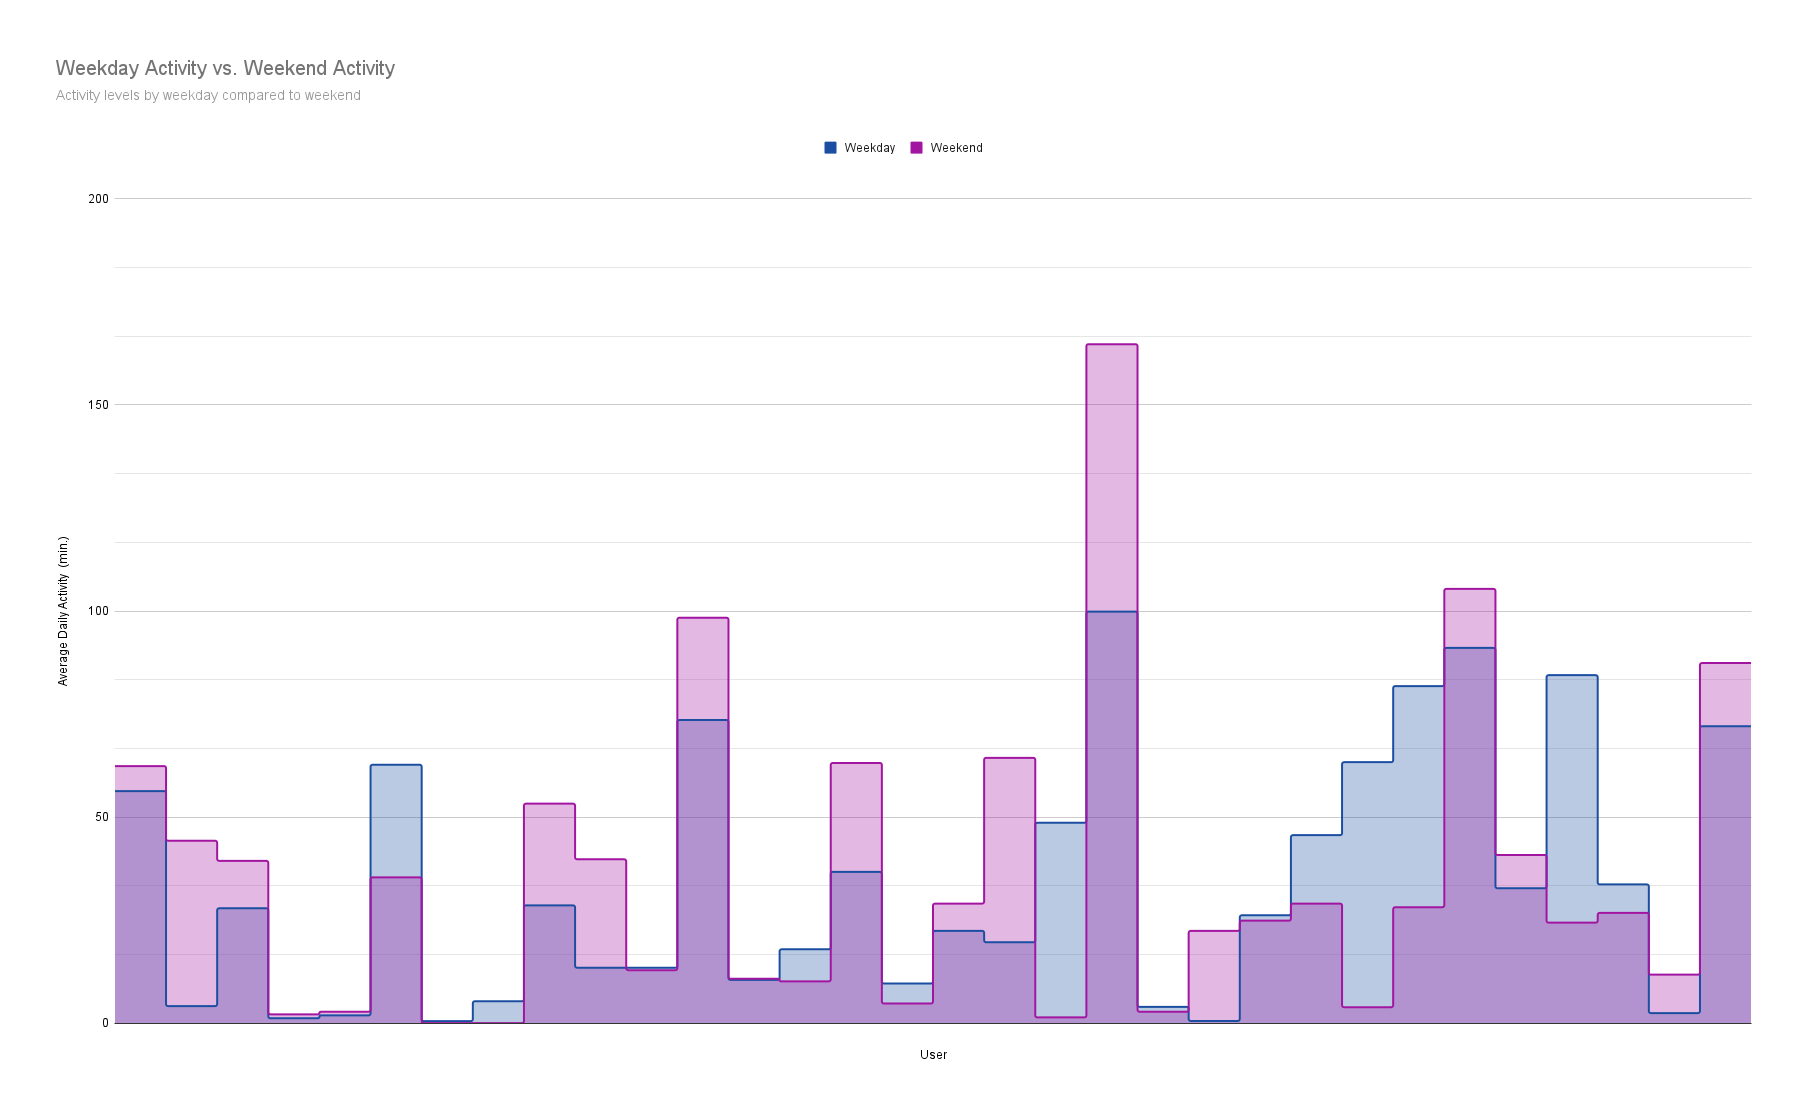 Weekday Activity vs. Weekend Activity
Activity levels by weekday compared to weekend
Weekday Weekend
200
150
100
50
0
Average Daily Activity (min.)
User